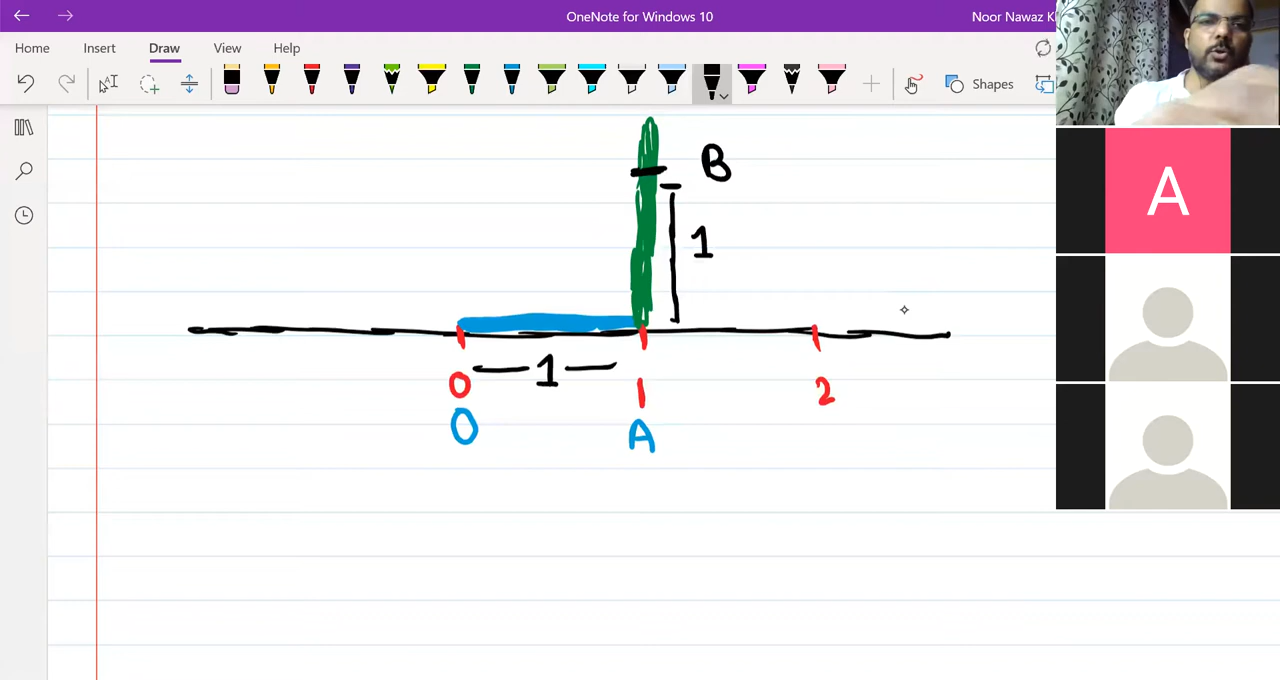 OneNote for Windows 10
Noor Nawaz K
Home Insert Draw View Help
Shapes
B
1
A
1
0 1 2
O A